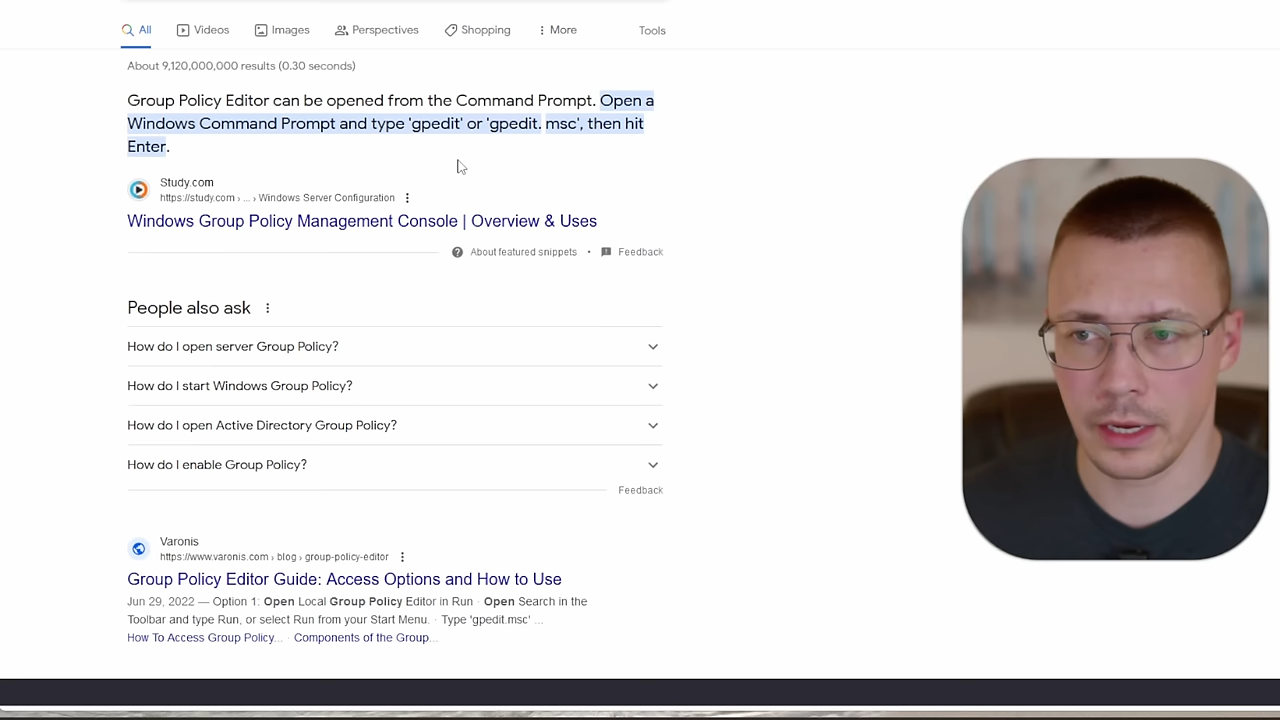 All Videos Images Perspectives Shopping More Tools
About 9,120,000,000 results (0.30 seconds)
Group Policy Editor can be opened from the Command Prompt. Open a
Windows Command Prompt and type 'gpedit' or 'gpedit. msc', then hit
Enter.
Study.com
https://study.com › ... › Windows Server Configuration
Windows Group Policy Management Console | Overview & Uses
About featured snippets • Feedback
People also ask
How do I open server Group Policy?
How do I start Windows Group Policy?
How do I open Active Directory Group Policy?
How do I enable Group Policy?
Feedback
Varonis
https://www.varonis.com › blog › group-policy-editor
Group Policy Editor Guide: Access Options and How to Use
Jun 29, 2022 — Option 1: Open Local Group Policy Editor in Run · Open Search in the
Toolbar and type Run, or select Run from your Start Menu. · Type 'gpedit.msc' ...
How To Access Group Policy... · Components of the Group...